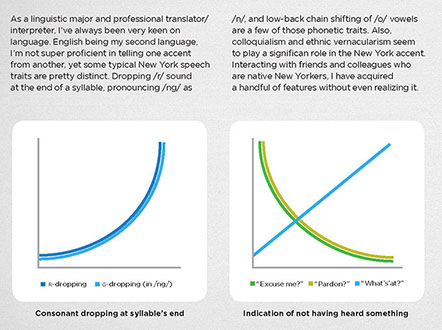 As a linguistic major and professional translator/
interpreter, I've always been very keen on
language. English being my second language,
I'm not super proficient in telling one accent
from another, yet some typical New York speech
traits are pretty distinct. Dropping /r/ sound
at the end of a syllable, pronouncing /ng/ as
/n/, and low-back chain shifting of /o/ vowels
are a few of those phonetic traits. Also,
colloquialism and ethnic vernacularism seem
to play a significan role in the New York accent.
Interacting with friends and colleagues who
are native New Yorkers, I have acquired
a handful of features without even realizing it.
R-dropping G-dropping (in /ng/)
Consonant dropping at syllable's end
"Excuse me?" "Pardon?" "What's'at?"
Indication of not having heard something